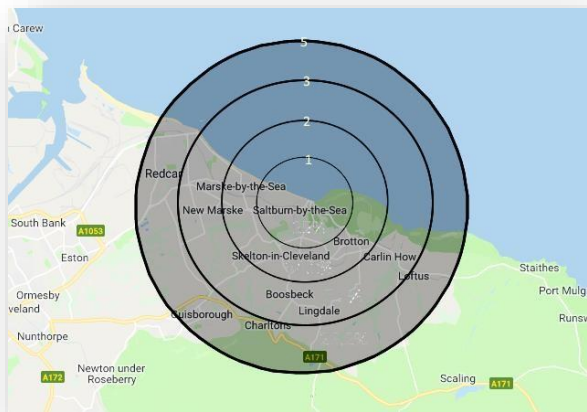 n Carew
5
3
2
1
Redcar
Marske-by-the-Sea
New Marske
Saltburn-by-the-Sea
South Bank
A1053
Eston
Brotton
Skelton-in-Cleveland
Carlin How
Loftus
Staithes
Port Mulg
Runsw
Ormesby
veland
Boosbeck
Lingdale
Guisborough
Charltons
Nunthorpe
A171
Newton under
Roseberry
A172
Scaling